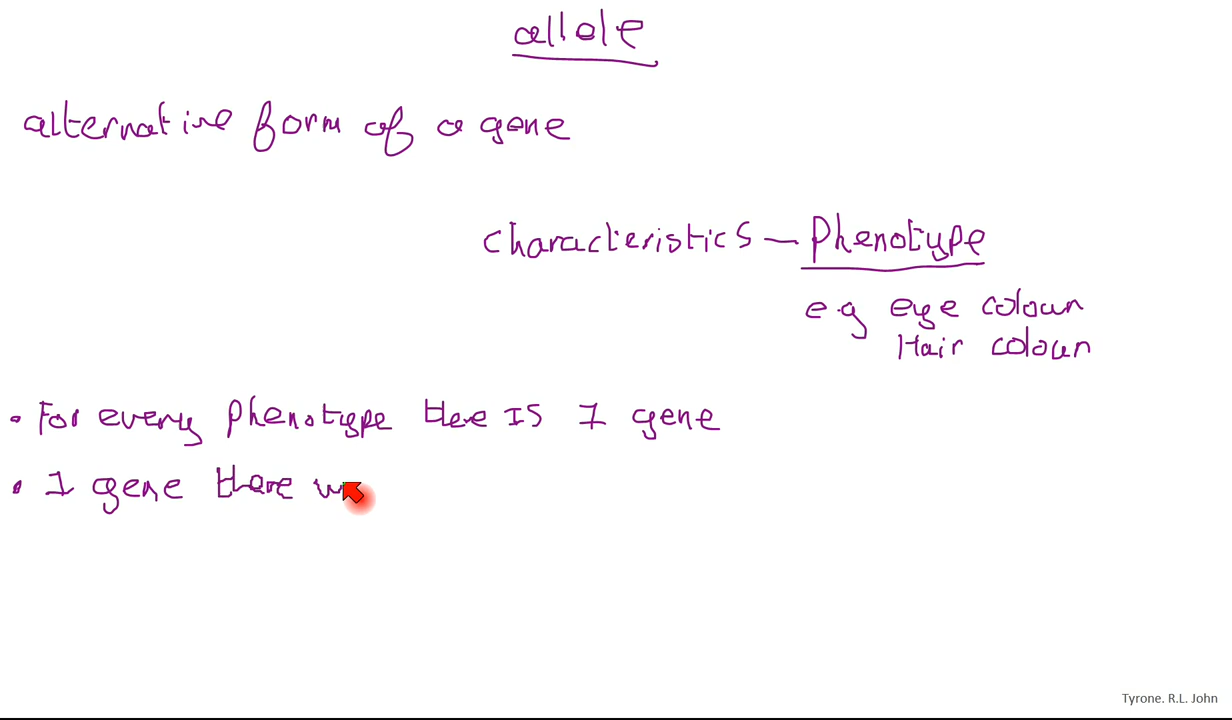 allele
alternative form of a gene
characteristics – Phenotype
e.g eye colour
Hair colour
• For every phenotype there is 1 gene
• 1 gene there
Tyrone. R.L. John